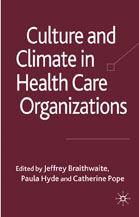 Culture and
Climate in
Health Care
Organizations
Edited by Jeffrey Braithwaite,
Paula Hyde and Catherine Pope